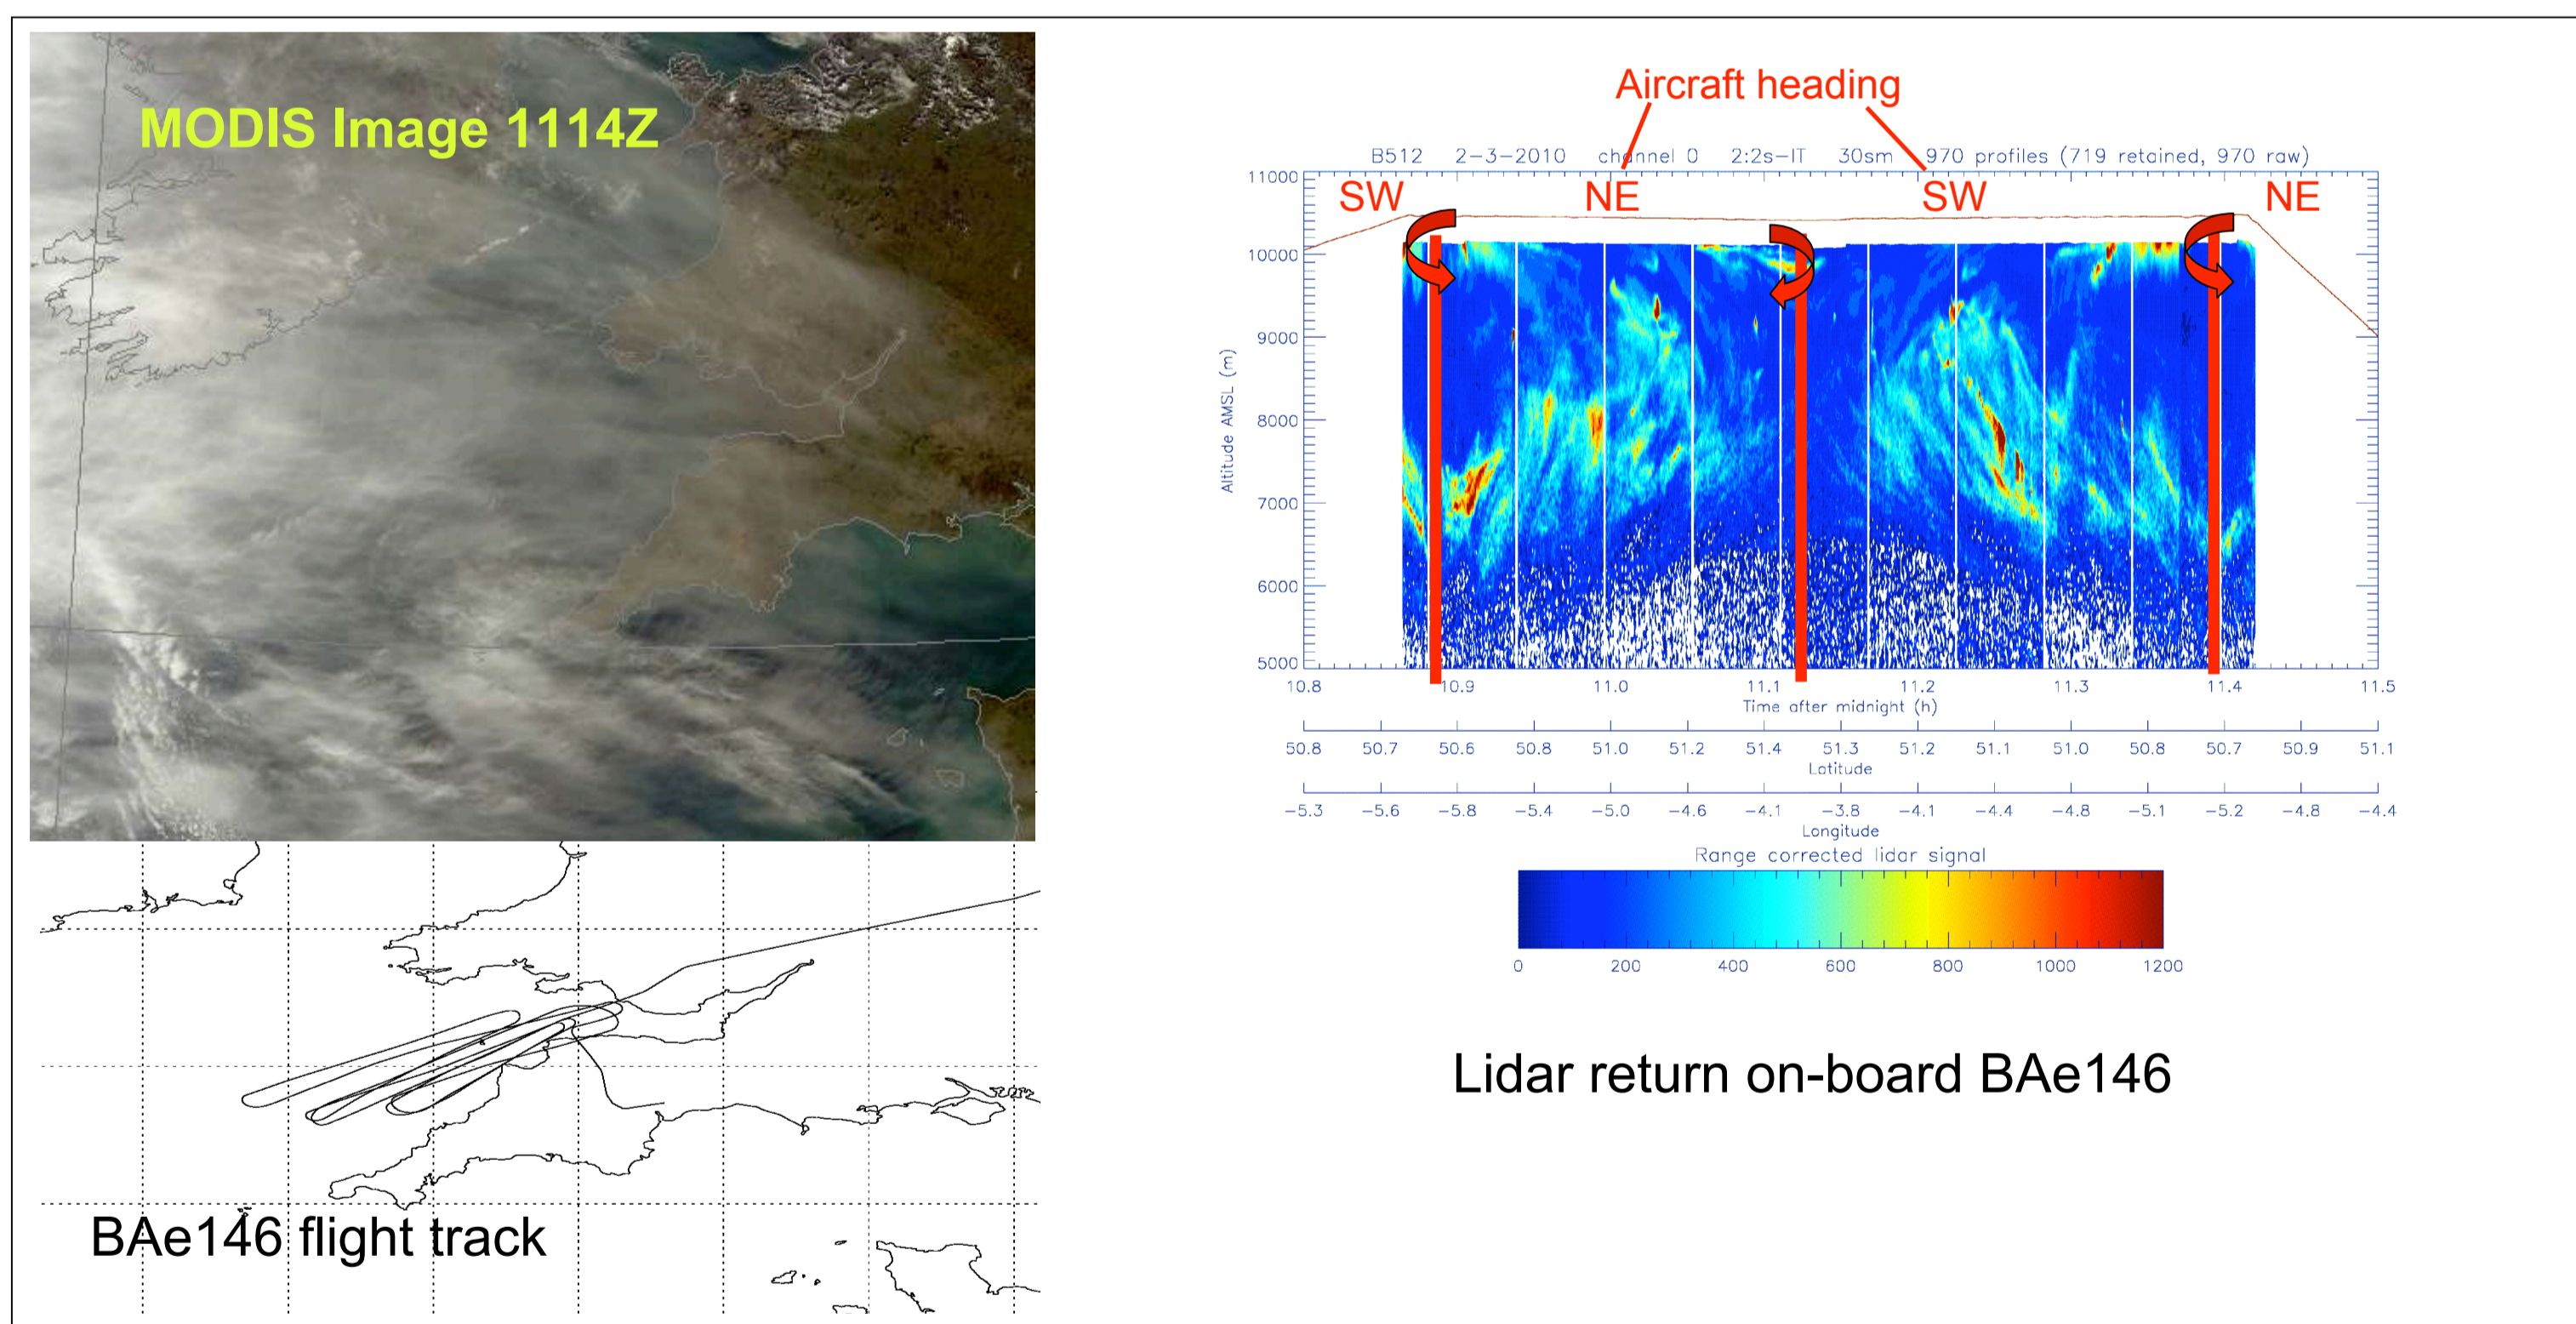 MODIS Image 1114Z
BAe146 flight track
Aircraft heading
B512 2-3-2010 channel 0 2:2s-IT 30sm 970 profiles (719 retained, 970 raw)
SW NE SW NE
11000
10000
9000
8000
7000
6000
5000
Altitude AMSL (m)
10.8 10.9 11.0 11.1 11.2 11.3 11.4 11.5
Time after midnight (h)
50.8 50.7 50.6 50.8 51.0 51.2 51.4 51.3 51.2 51.1 51.0 50.8 50.7 50.9 51.1
Latitude
-5.3 -5.6 -5.8 -5.4 -5.0 -4.6 -4.1 -3.8 -4.1 -4.4 -4.8 -5.1 -5.2 -4.8 -4.4
Longitude
Range corrected lidar signal
0 200 400 600 800 1000 1200
Lidar return on-board BAe146